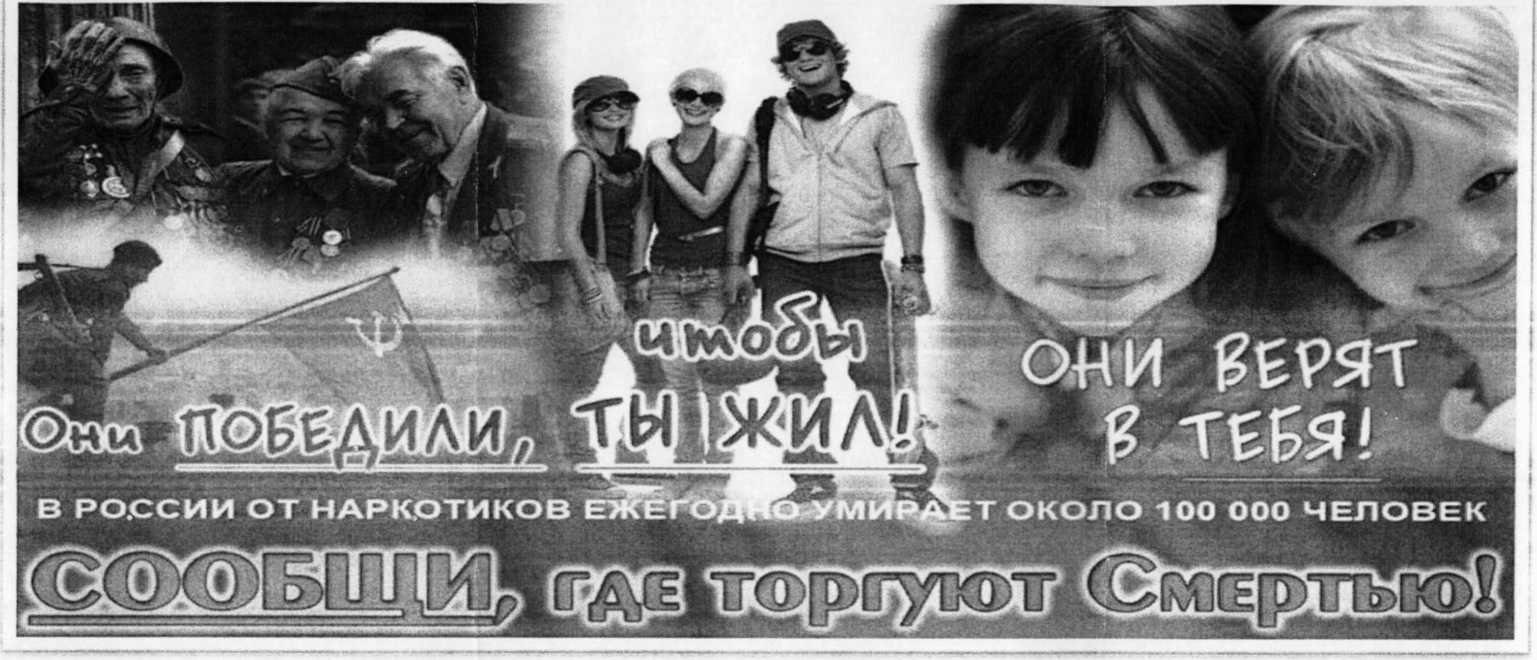 Они ПОБЕДИЛИ,
чтобы
ТЫ ЖИЛ!
ОНИ ВЕРЯТ
В ТЕБЯ!
В РОССИИ ОТ НАРКОТИКОВ ЕЖЕГОДНО УМИРАЕТ ОКОЛО 100 000 ЧЕЛОВЕК
СООБЩИ, где торгуют Смертью!